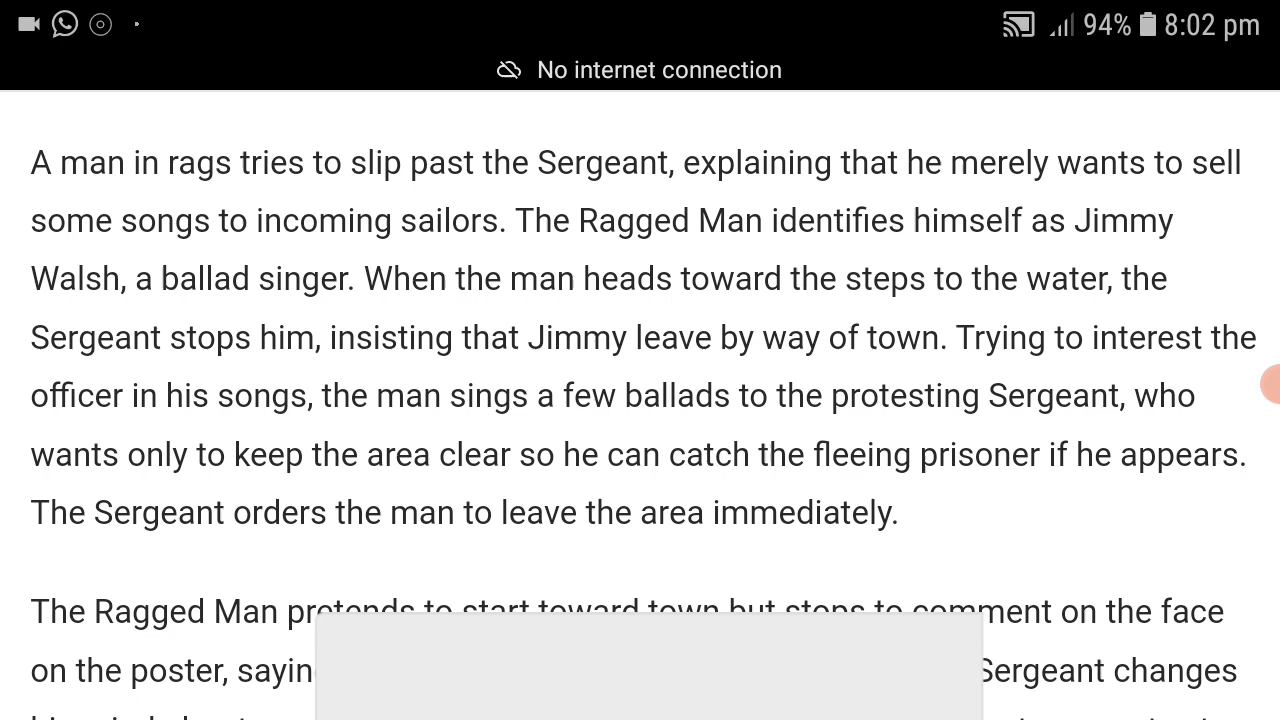 94% 8:02 pm
No internet connection
A man in rags tries to slip past the Sergeant, explaining that he merely wants to sell
some songs to incoming sailors. The Ragged Man identifies himself as Jimmy
Walsh, a ballad singer. When the man heads toward the steps to the water, the
Sergeant stops him, insisting that Jimmy leave by way of town. Trying to interest the
officer in his songs, the man sings a few ballads to the protesting Sergeant, who
wants only to keep the area clear so he can catch the fleeing prisoner if he appears.
The Sergeant orders the man to leave the area immediately.
The Ragged Man pretends to start toward town but stops to comment on the face
on the poster, Sergeant changes